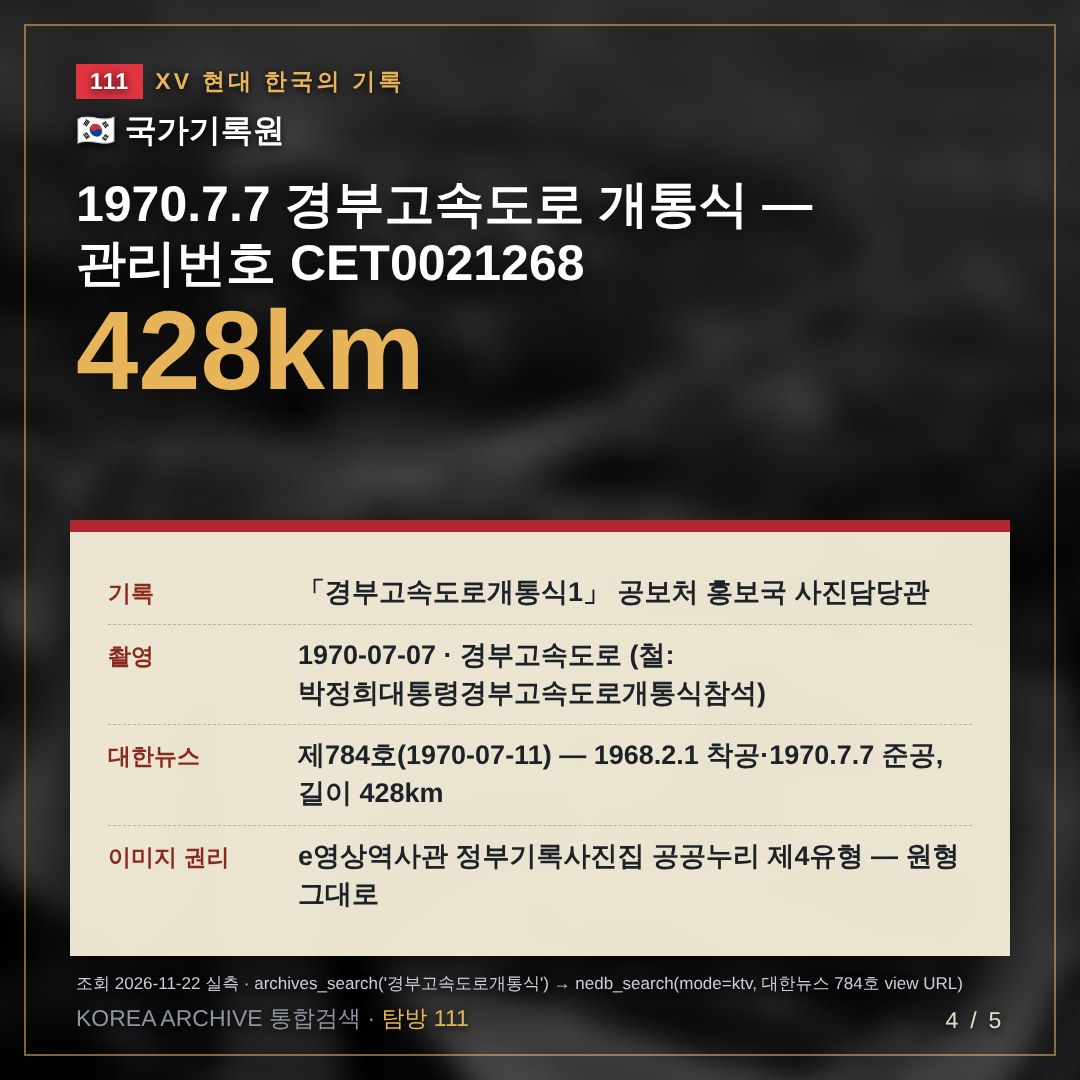 111 XV 현대 한국의 기록
🇰🇷 국가기록원
1970.7.7 경부고속도로 개통식 —
관리번호 CET0021268
428km
기록 「경부고속도로개통식1」 공보처 홍보국 사진담당관
촬영 1970-07-07 · 경부고속도로 (철:
박정희대통령경부고속도로개통식참석)
대한뉴스 제784호(1970-07-11) — 1968.2.1 착공·1970.7.7 준공,
길이 428km
이미지 권리 e영상역사관 정부기록사진집 공공누리 제4유형 — 원형
그대로
조회 2026-11-22 실측 · archives_search('경부고속도로개통식') → nedb_search(mode=ktv, 대한뉴스 784호 view URL)
KOREA ARCHIVE 통합검색 · 탐방 111
4 / 5